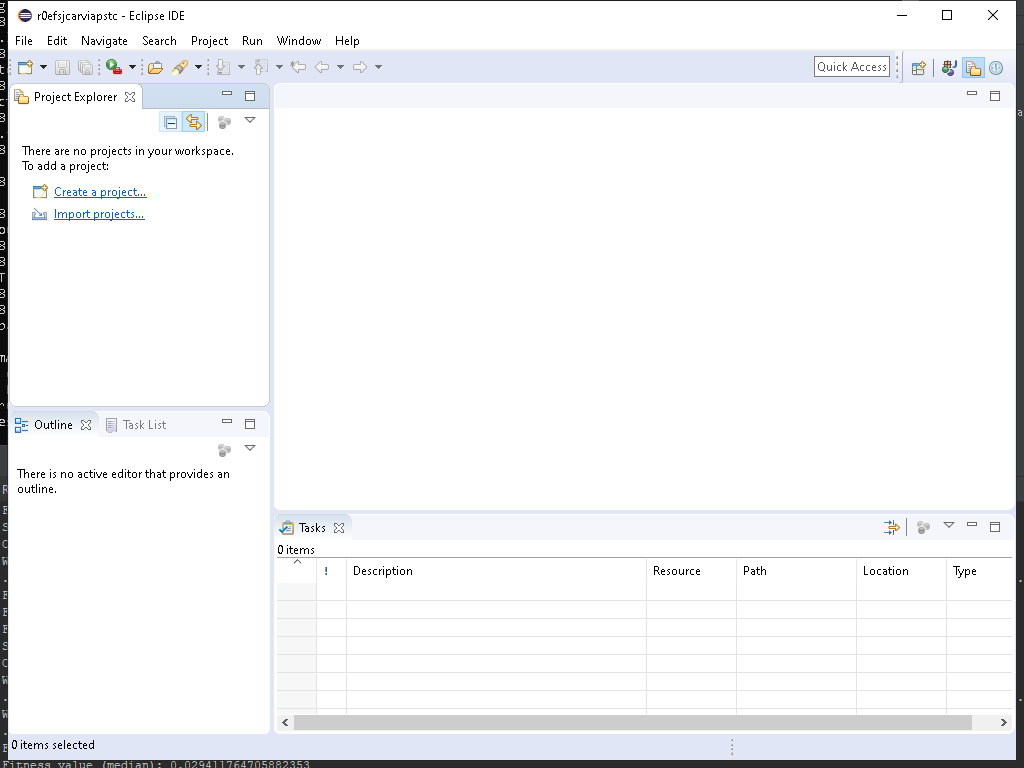 r0efsjcarviapstc - Eclipse IDE
File Edit Navigate Search Project Run Window Help
Quick Access
Project Explorer
There are no projects in your workspace.
To add a project:
Create a project...
Import projects...
Outline Task List
There is no active editor that provides an
outline.
Tasks
0 items
! Description Resource Path Location Type
0 items selected
Fitness value (median): 0.029411764705882353